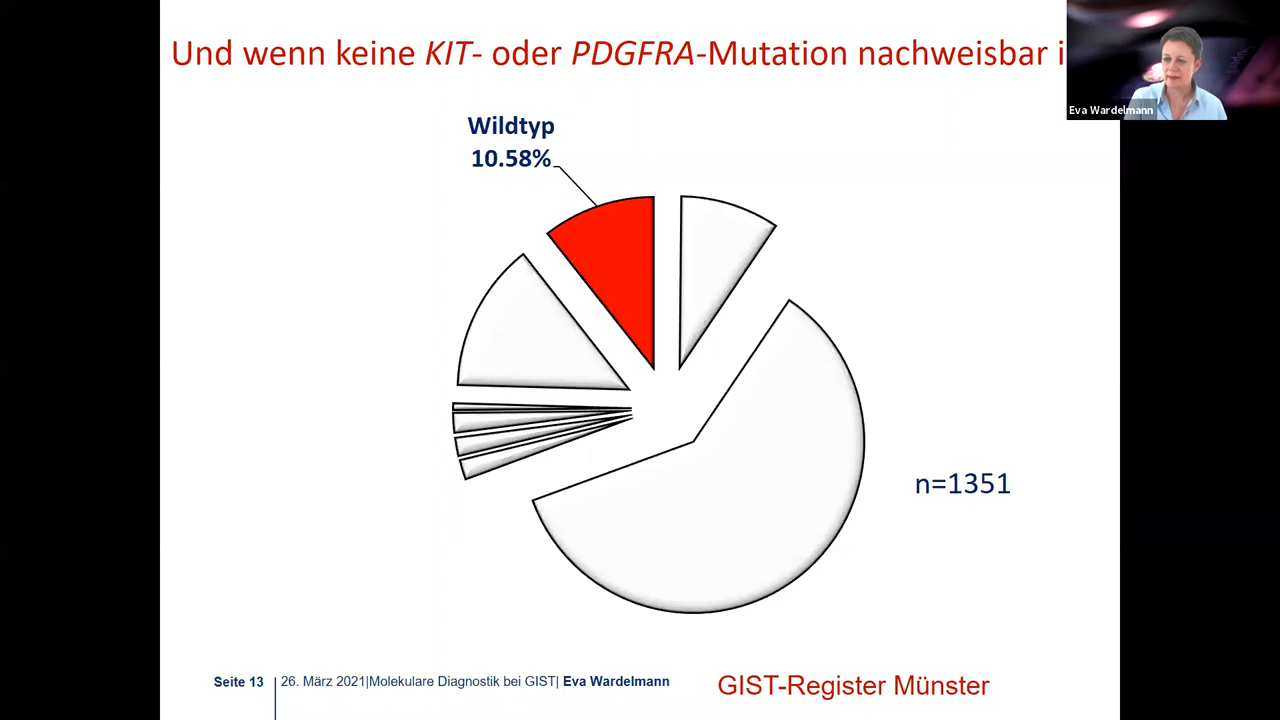 Und wenn keine KIT- oder PDGFRA-Mutation nachweisbar i
Eva Wardelmann
Wildtyp
10.58%
n=1351
Seite 13
26. März 2021|Molekulare Diagnostik bei GIST| Eva Wardelmann
GIST-Register Münster